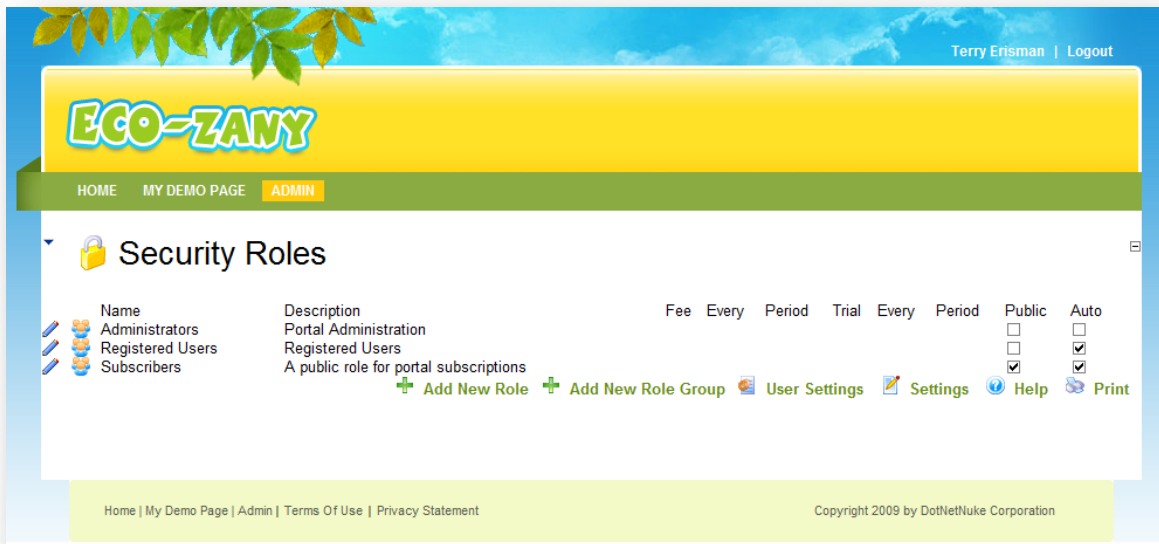 Terry Erisman | Logout
ECO-ZANY
HOME MY DEMO PAGE ADMIN
Security Roles
Name Description Fee Every Period Trial Every Period Public Auto
Administrators Portal Administration
Registered Users Registered Users
Subscribers A public role for portal subscriptions
Add New Role Add New Role Group User Settings Settings Help Print
Home | My Demo Page | Admin | Terms Of Use | Privacy Statement Copyright 2009 by DotNetNuke Corporation